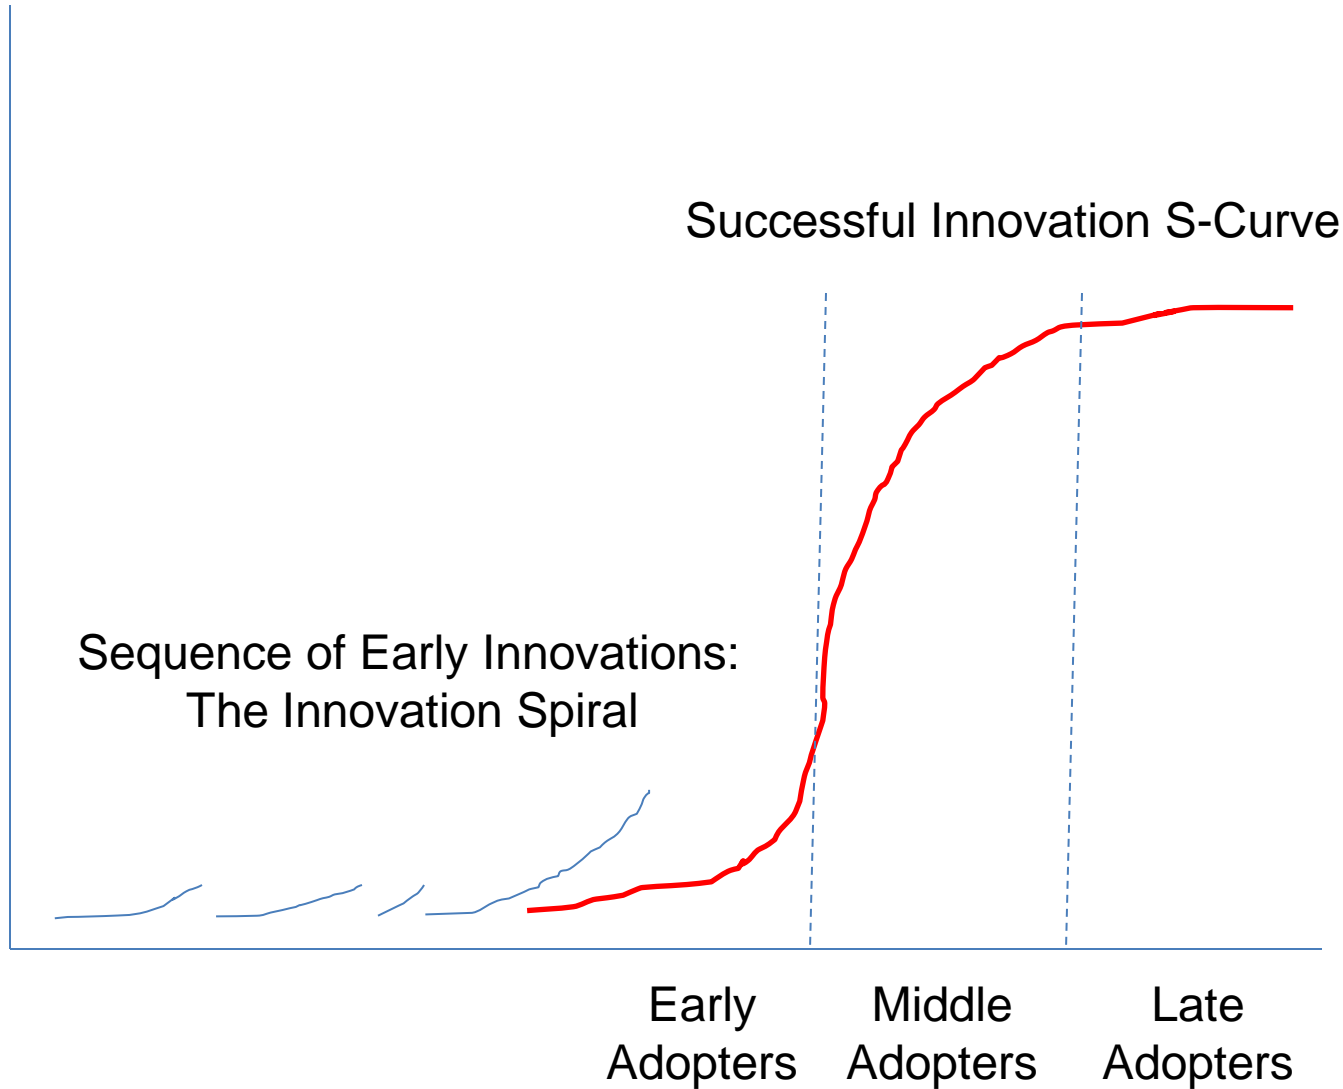 Successful Innovation S-Curve
Sequence of Early Innovations:
The Innovation Spiral
Early
Adopters
Middle
Adopters
Late
Adopters